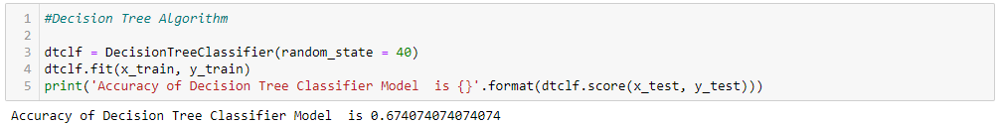 1 #Decision Tree Algorithm
2
3 dtclf = DecisionTreeClassifier(random_state = 40)
4 dtclf.fit(x_train, y_train)
5 print('Accuracy of Decision Tree Classifier Model  is {}'.format(dtclf.score(x_test, y_test)))
Accuracy of Decision Tree Classifier Model  is 0.674074074074074